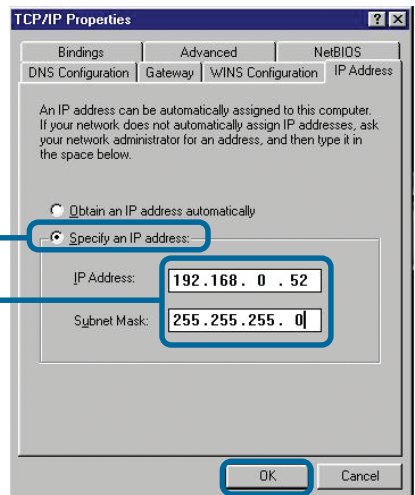 TCP/IP Properties
Bindings Advanced NetBIOS
DNS Configuration Gateway WINS Configuration IP Address
An IP address can be automatically assigned to this computer.
If your network does not automatically assign IP addresses, ask
your network administrator for an address, and then type it in
the space below.
Obtain an IP address automatically
Specify an IP address:
IP Address: 192.168. 0 .52
Subnet Mask: 255.255.255. 0
OK Cancel